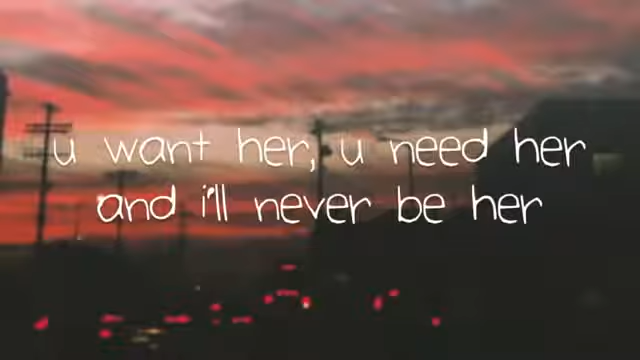 u want her, u need her
and i'll never be her